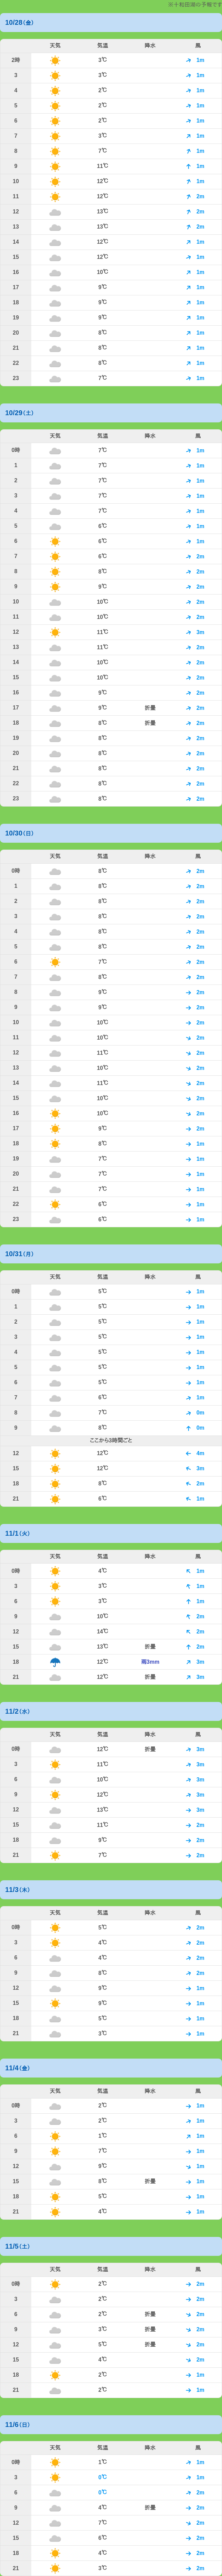 ※十和田湖の予報です
10/28(金)
天気 気温 降水 風
2時 3℃ 1m
3 3℃ 1m
4 2℃ 1m
5 2℃ 1m
6 2℃ 1m
7 3℃ 1m
8 7℃ 1m
9 11℃ 1m
10 12℃ 1m
11 12℃ 2m
12 13℃ 2m
13 13℃ 2m
14 12℃ 1m
15 12℃ 1m
16 10℃ 1m
17 9℃ 1m
18 9℃ 1m
19 9℃ 1m
20 8℃ 1m
21 8℃ 1m
22 8℃ 1m
23 7℃ 1m
10/29(土)
天気 気温 降水 風
0時 7℃ 1m
1 7℃ 1m
2 7℃ 1m
3 7℃ 1m
4 7℃ 1m
5 6℃ 1m
6 6℃ 1m
7 6℃ 2m
8 8℃ 2m
9 9℃ 2m
10 10℃ 2m
11 10℃ 2m
12 11℃ 3m
13 11℃ 3m
14 10℃ 2m
15 10℃ 2m
16 9℃ 2m
17 9℃ 折畳 2m
18 8℃ 折畳 2m
19 8℃ 2m
20 8℃ 2m
21 8℃ 2m
22 8℃ 2m
23 8℃ 2m
10/30(日)
天気 気温 降水 風
0時 8℃ 2m
1 8℃ 2m
2 8℃ 2m
3 8℃ 2m
4 8℃ 2m
5 8℃ 2m
6 7℃ 2m
7 8℃ 2m
8 9℃ 2m
9 10℃ 2m
10 10℃ 2m
11 10℃ 2m
12 11℃ 2m
13 10℃ 2m
14 11℃ 2m
15 10℃ 2m
16 10℃ 2m
17 9℃ 2m
18 8℃ 1m
19 7℃ 1m
20 7℃ 1m
21 7℃ 1m
22 6℃ 1m
23 6℃ 1m
10/31(月)
天気 気温 降水 風
0時 5℃ 1m
1 5℃ 1m
2 5℃ 1m
3 5℃ 1m
4 5℃ 1m
5 5℃ 1m
6 5℃ 1m
7 6℃ 1m
8 7℃ 0m
9 8℃ 0m
ここから3時間ごと
12 12℃ 4m
15 12℃ 3m
18 8℃ 2m
21 6℃ 1m
11/1(火)
天気 気温 降水 風
0時 4℃ 1m
3 3℃ 1m
6 3℃ 1m
9 10℃ 2m
12 14℃ 2m
15 13℃ 折畳 2m
18 12℃ 雨3mm 3m
21 12℃ 折畳 3m
11/2(水)
天気 気温 降水 風
0時 12℃ 折畳 3m
3 11℃ 3m
6 10℃ 3m
9 12℃ 3m
12 13℃ 3m
15 11℃ 2m
18 9℃ 2m
21 7℃ 2m
11/3(木)
天気 気温 降水 風
0時 5℃ 2m
3 4℃ 2m
6 4℃ 2m
9 8℃ 2m
12 9℃ 1m
15 9℃ 1m
18 5℃ 1m
21 3℃ 1m
11/4(金)
天気 気温 降水 風
0時 2℃ 1m
3 2℃ 2m
6 1℃ 1m
9 7℃ 1m
12 9℃ 1m
15 8℃ 折畳 1m
18 5℃ 1m
21 4℃ 1m
11/5(土)
天気 気温 降水 風
0時 2℃ 2m
3 2℃ 2m
6 2℃ 折畳 2m
9 3℃ 折畳 2m
12 5℃ 折畳 2m
15 4℃ 2m
18 2℃ 1m
21 2℃ 1m
11/6(日)
天気 気温 降水 風
0時 1℃ 1m
3 0℃ 1m
6 0℃ 2m
9 4℃ 折畳 2m
12 7℃ 2m
15 6℃ 2m
18 4℃ 2m
21 3℃ 2m